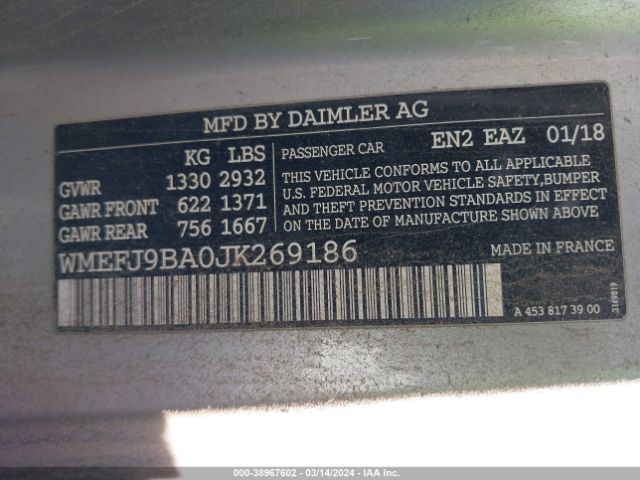 MFD BY DAIMLER AG
KG LBS
GVWR 1330 2932
GAWR FRONT 622 1371
GAWR REAR 756 1667
PASSENGER CAR EN2 EAZ 01/18
THIS VEHICLE CONFORMS TO ALL APPLICABLE
U.S. FEDERAL MOTOR VEHICLE SAFETY,BUMPER
AND THEFT PREVENTION STANDARDS IN EFFECT
ON THE DATE OF MANUFACTURE SHOWN ABOVE.
WMEFJ9BA0JK269186
A 453 817 39 00
3169819
000-38967602 - 03/14/2024 - IAA Inc.